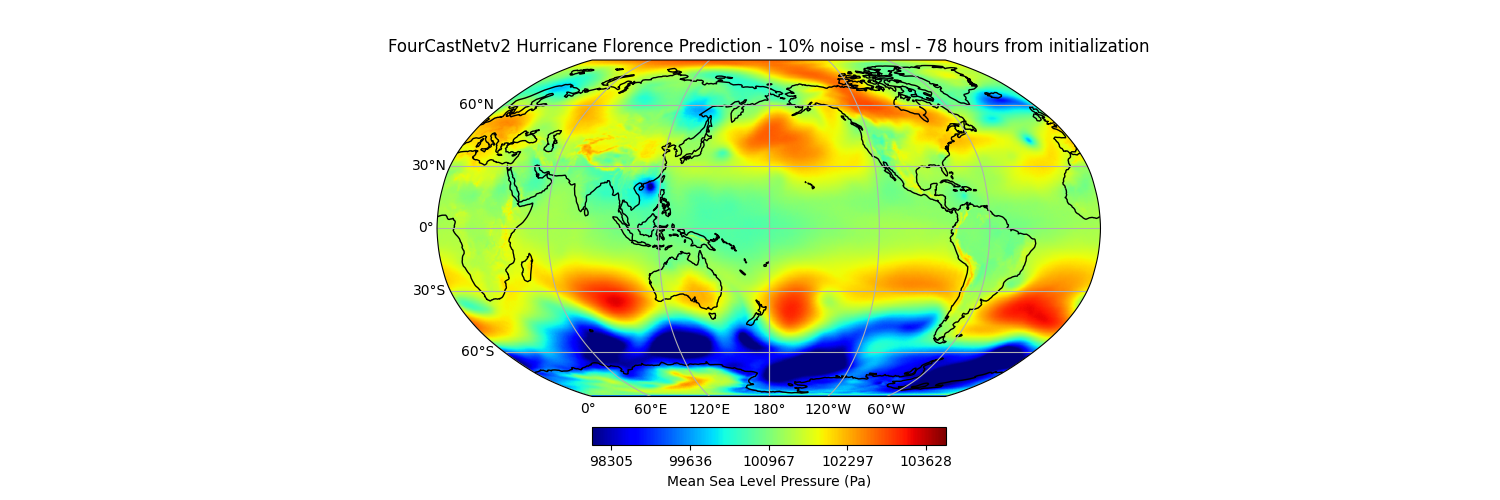 FourCastNetv2 Hurricane Florence Prediction - 10% noise - msl - 78 hours from initialization
60°N
30°N
0°
30°S
60°S
0° 60°E 120°E 180° 120°W 60°W
98305 99636 100967 102297 103628
Mean Sea Level Pressure (Pa)